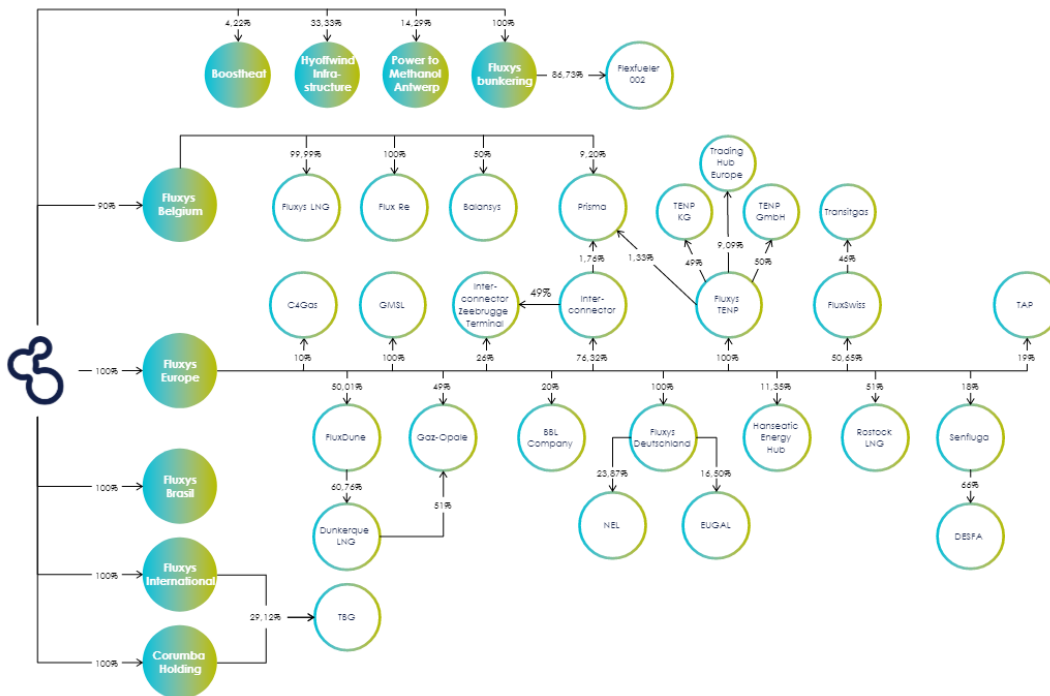 4,22%
33,33%
14,29%
100%
Boostheat
Hyoffwind
Infra-
structure
Power to
Methanol
Antwerp
Fluxys
bunkering
86,73%
Flexfueler
002
99,99%
100%
50%
9,20%
Trading
Hub
Europe
90%
Fluxys
Belgium
Fluxys LNG
Flux Re
Balansys
Prisma
TENP
KG
TENP
GmbH
Transitgas
1,76%
1,33%
49%
9,09%
50%
46%
C4Gas
GMSL
Inter-
connector
Zeebrugge
Terminal
49%
Inter-
connector
Fluxys
TENP
FluxSwiss
TAP
10%
100%
26%
76,32%
100%
50,65%
19%
100%
Fluxys
Europe
50,01%
49%
20%
100%
11,35%
51%
18%
FluxDune
Gaz-Opale
BBL
Company
Fluxys
Deutschland
Hanseatic
Energy
Hub
Rostock
LNG
Senfluga
60,76%
51%
23,87%
16,50%
66%
100%
Fluxys
Brasil
Dunkerque
LNG
NEL
EUGAL
DESFA
100%
Fluxys
International
29,12%
TBG
100%
Corumba
Holding